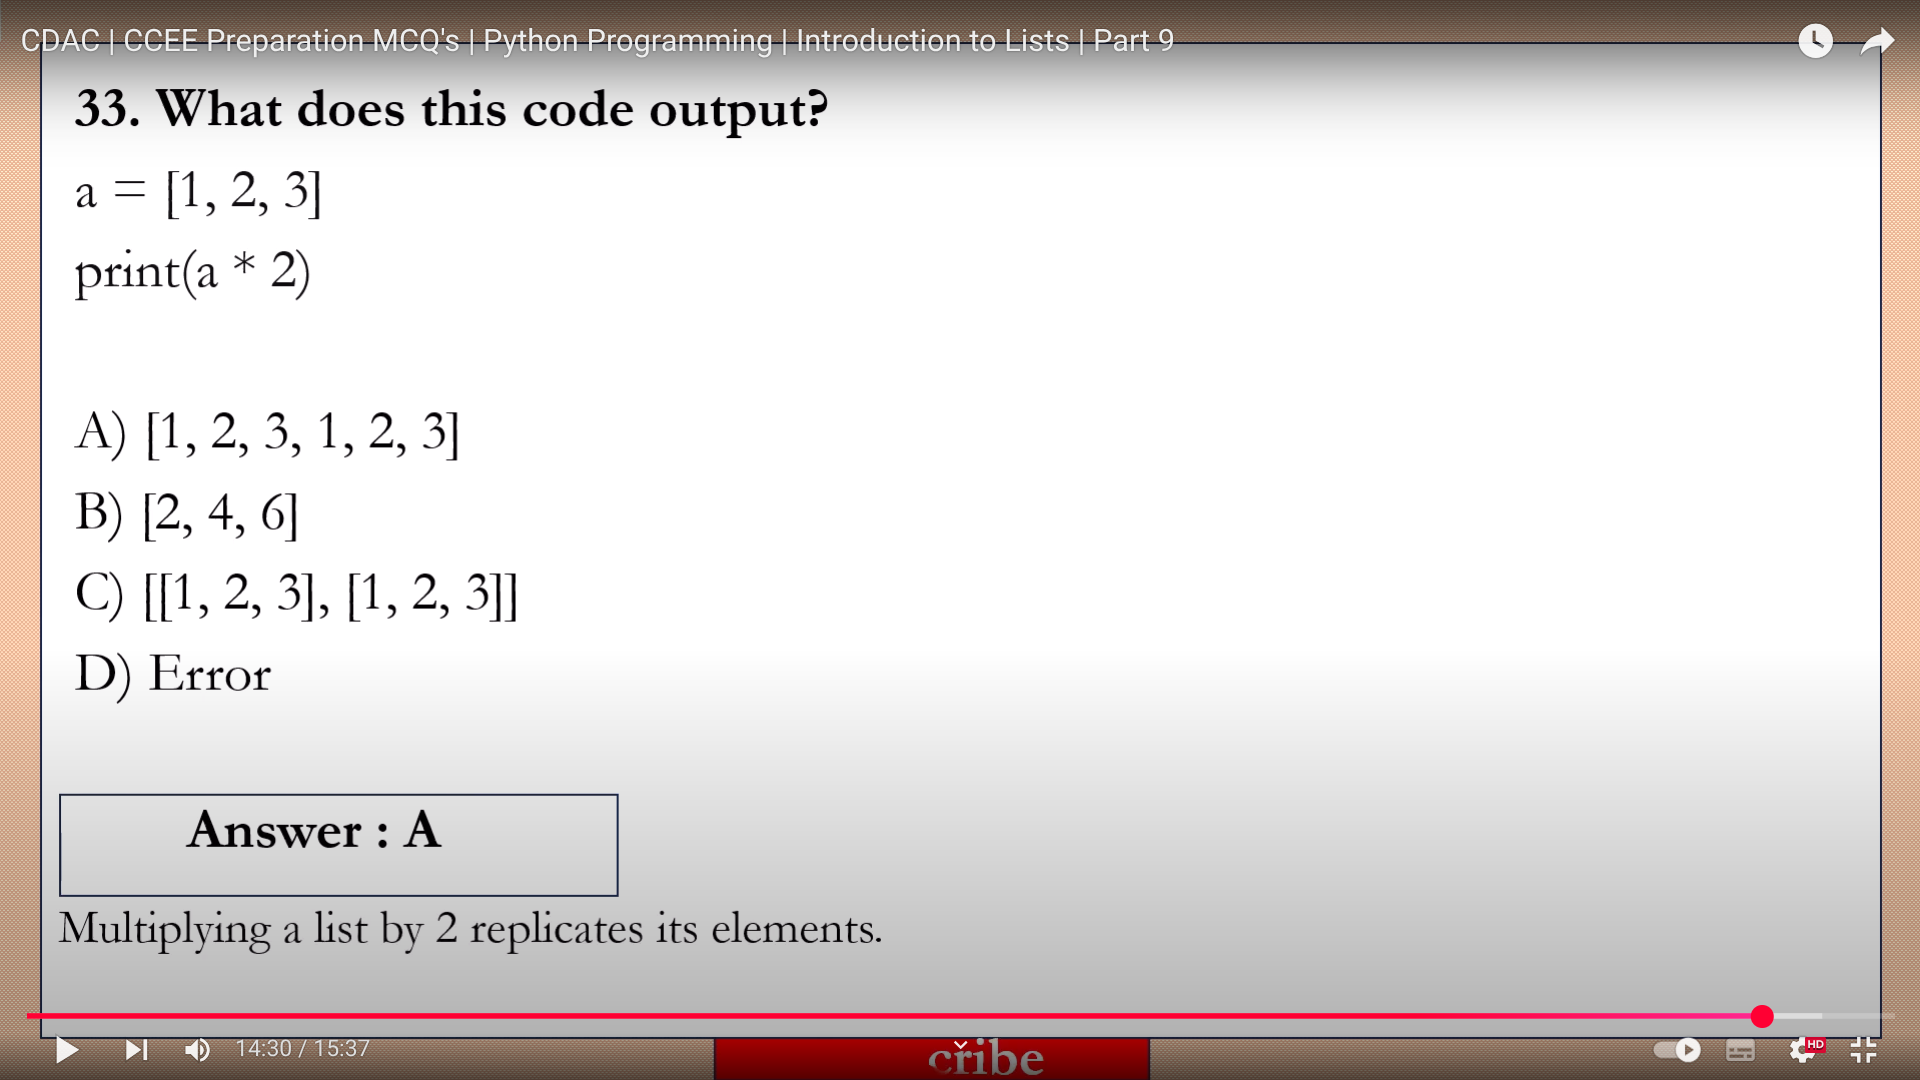 CDAC | CCEE Preparation MCQ's | Python Programming | Introduction to Lists | Part 9
33. What does this code output?
a = [1, 2, 3]
print(a * 2)
A) [1, 2, 3, 1, 2, 3]
B) [2, 4, 6]
C) [[1, 2, 3], [1, 2, 3]]
D) Error
Answer : A
Multiplying a list by 2 replicates its elements.
14:30 / 15:37
cribe
HD